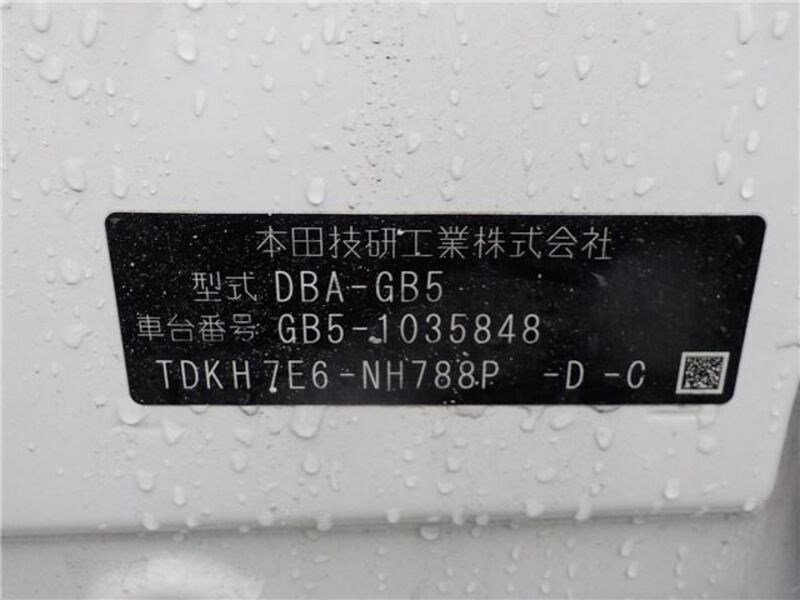 本田技研工業株式会社
型式 DBA-GB5
車台番号 GB5-1035848
TDKH7E6-NH788P -D-C